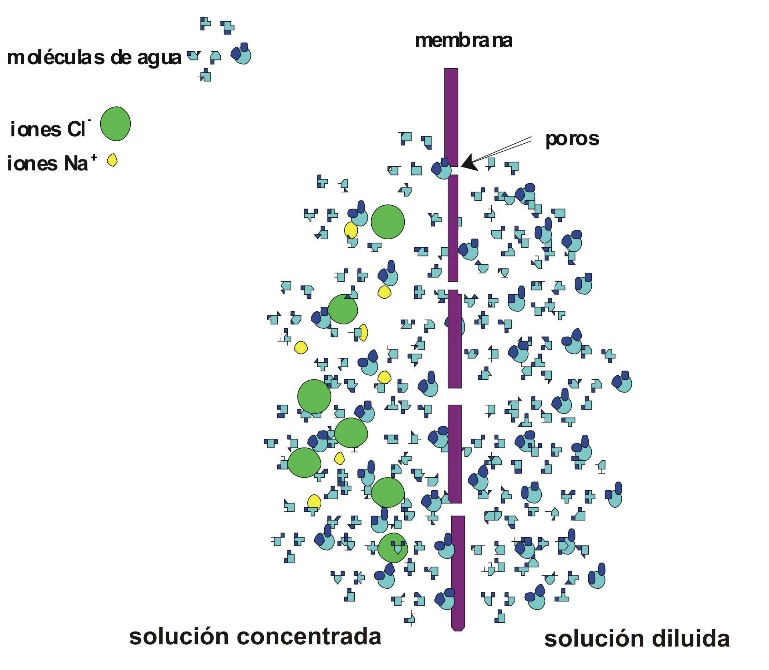 membrana
moléculas de agua
iones Cl⁻
poros
iones Na⁺
solución concentrada
solución diluida